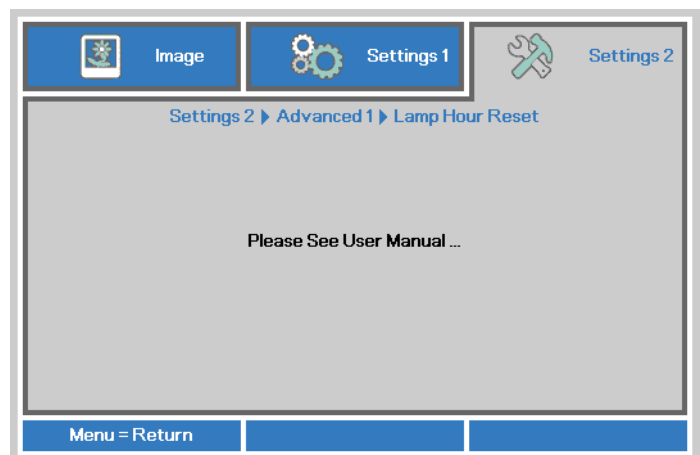 Image
Settings 1
Settings 2
Settings 2 ▶ Advanced 1 ▶ Lamp Hour Reset
Please See User Manual ...
Menu = Return